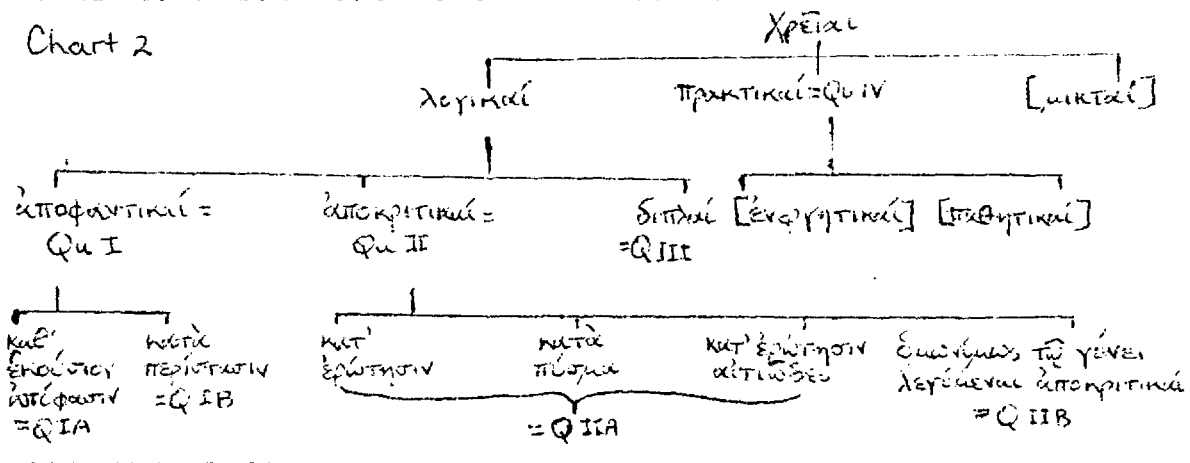 Chart 2
Χρεῖαι
λογικαί πρακτικαί=Qu IV [μικταί]
ἀποφαντικαί = ἀποκριτικαί = διπλαί [ἐνεργητικαί] [παθητικαί]
Qu I Qu II =Q III
καθ' κατὰ κατ' κατὰ κατ' ἐρώτησιν ὁμωνύμως τῷ γένει
ἑκούσιον περίστασιν ἐρώτησιν πύσμα λεγόμεναι ἀποκριτικαί
ἀπόφασιν =Q IB = Q IIB
=Q IA = Q IIA